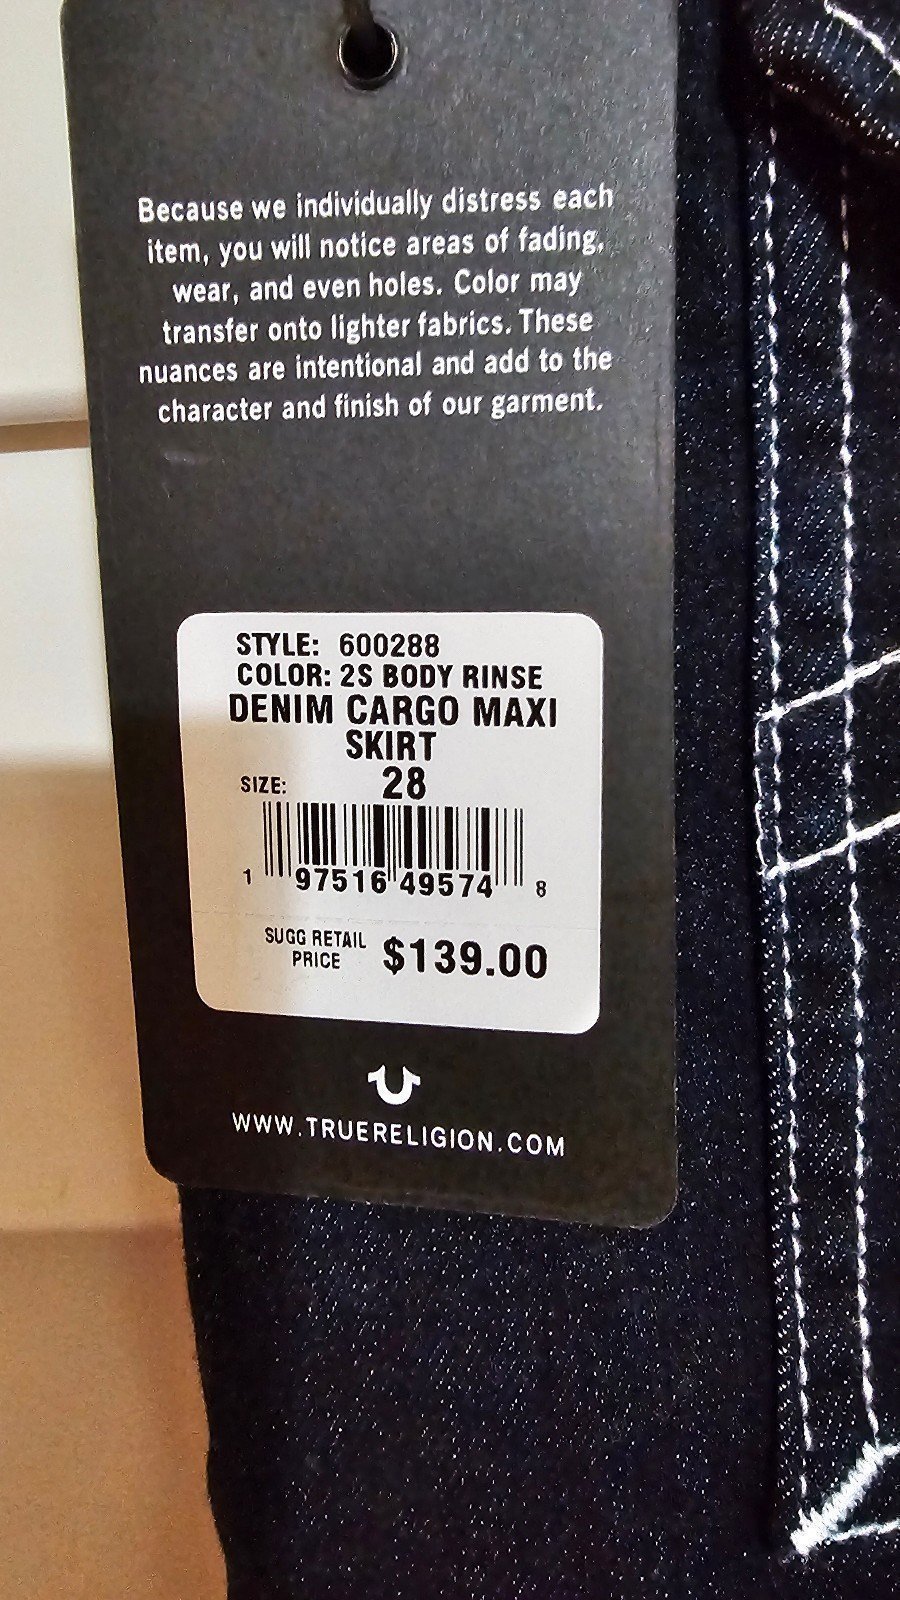 Because we individually distress each
item, you will notice areas of fading,
wear, and even holes. Color may
transfer onto lighter fabrics. These
nuances are intentional and add to the
character and finish of our garment.
STYLE: 600288
COLOR: 2S BODY RINSE
DENIM CARGO MAXI
SKIRT
SIZE: 28
1 97516 49574 8
SUGG RETAIL
PRICE $139.00
WWW.TRUERELIGION.COM